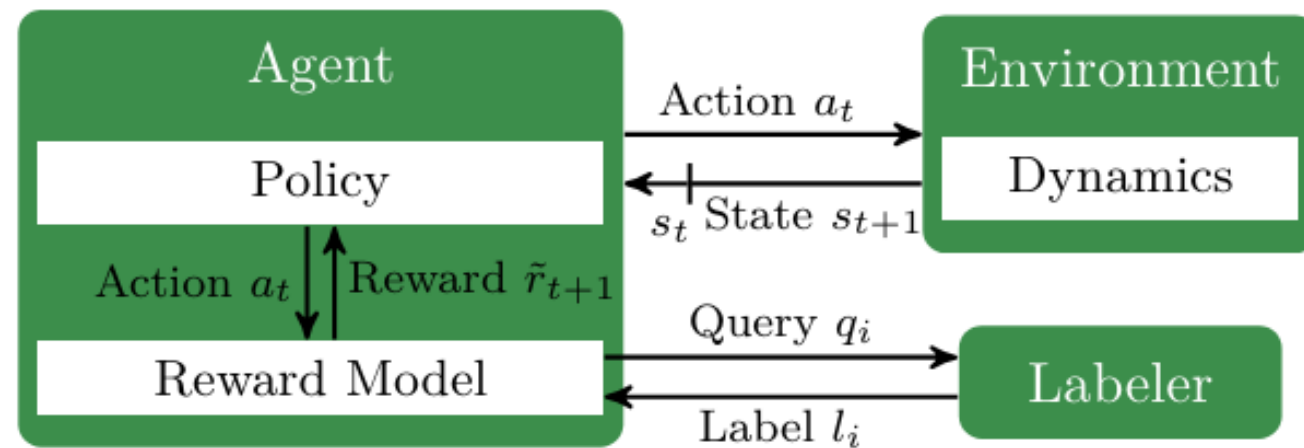 Agent
Environment
Action a_t
Policy
Dynamics
s_t State s_{t+1}
Action a_t
Reward r̃_{t+1}
Query q_i
Reward Model
Labeler
Label l_i